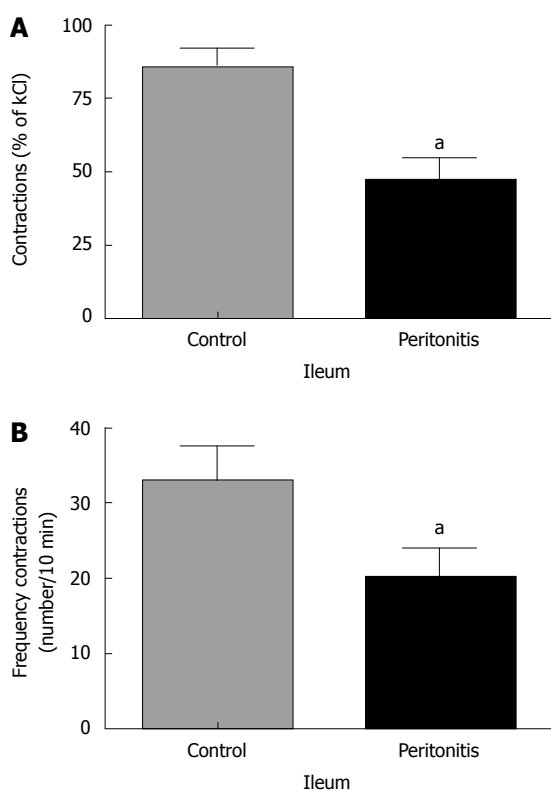 A
100
75
50
25
0
Contractions (% of kCl)
a
Control Peritonitis
Ileum
B
40
30
20
10
0
Frequency contractions
(number/10 min)
a
Control Peritonitis
Ileum